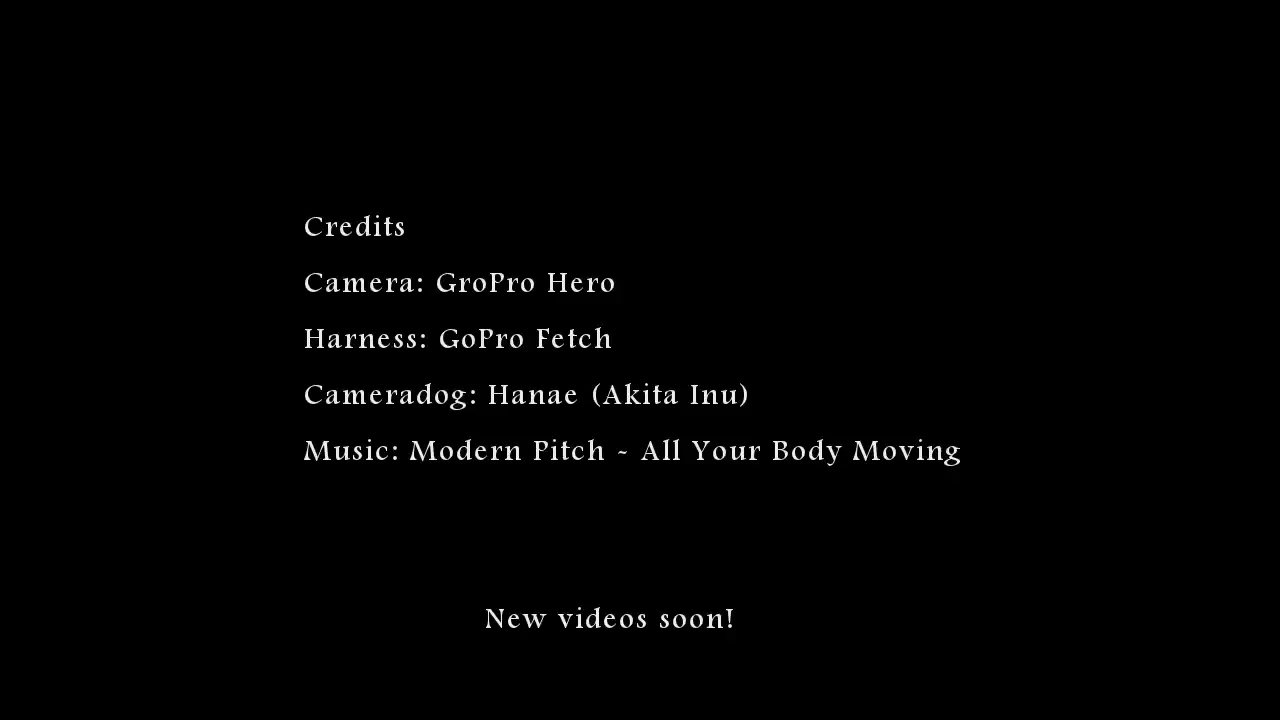 Credits
Camera: GroPro Hero
Harness: GoPro Fetch
Cameradog: Hanae (Akita Inu)
Music: Modern Pitch - All Your Body Moving
New videos soon!